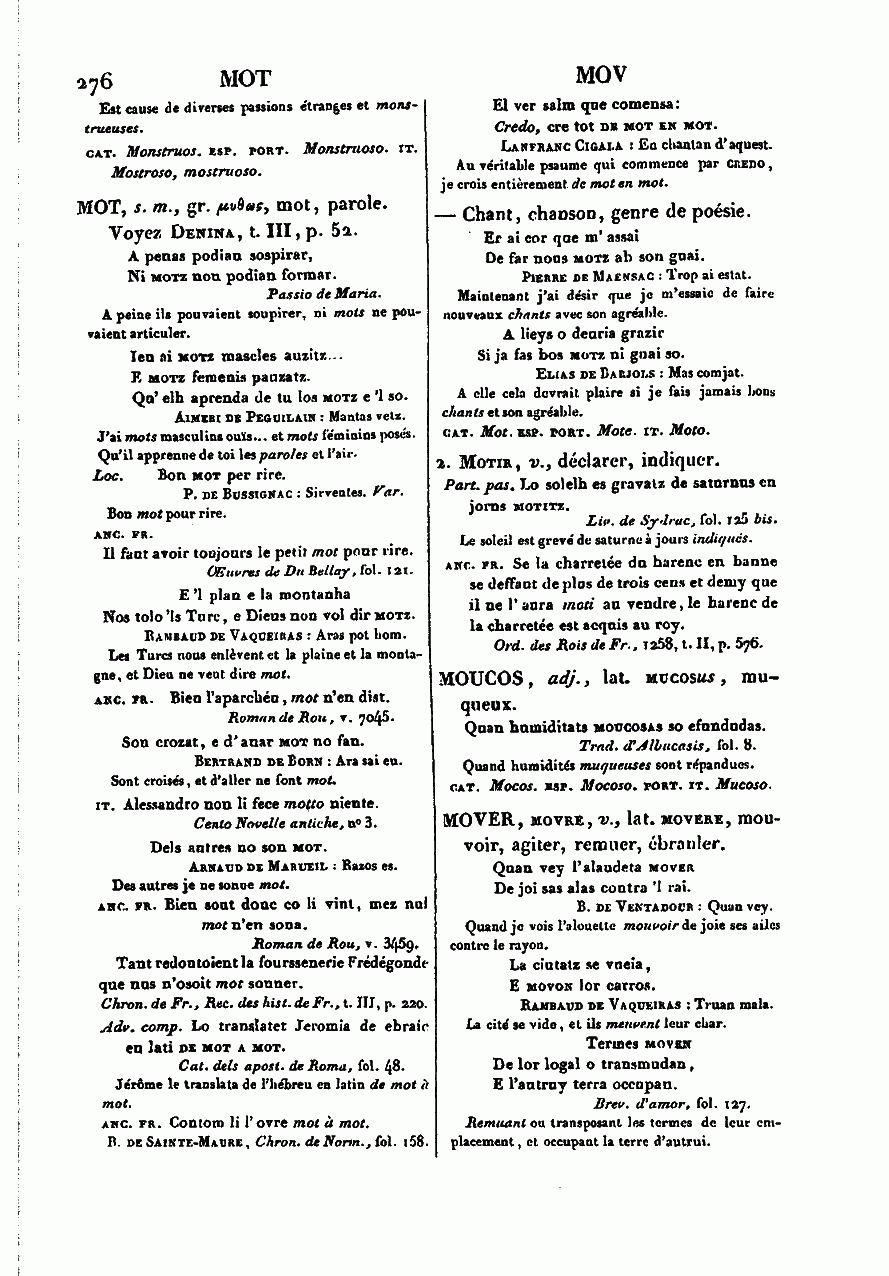 276 MOT MOV
Est cause de diverses passions étranges et mons-
trueuses.
CAT. Monstruos. ESP. PORT. Monstruoso. IT.
Mostroso, mostruoso.
MOT, s. m., gr. μυθας, mot, parole.
Voyez DENINA, t. III, p. 52.
A penas podian sospirar,
Ni MOTZ non podian formar.
Passio de Maria.
A peine ils pouvaient soupirer, ni mots ne pou-
vaient articuler.
Ieu ai MOTZ mascles auzitz...
E MOTZ femenis pauzatz.
Qu' elh aprenda de tu los MOTZ e 'l so.
AIMERI DE PEGUILAIN : Mantas vetz.
J'ai mots masculins ouïs... et mots féminins posés.
Qu'il apprenne de toi les paroles et l'air.
Loc. Bon MOT per rire.
P. DE BUSSIGNAC : Sirventes. Var.
Bon mot pour rire.
ANC. FR.
Il faut avoir toujours le petit mot pour rire.
Œuvres de Du Bellay, fol. 121.
E 'l plan e la montanha
Nos tolo 'ls Turc, e Dieus non vol dir MOTZ.
RAMBAUD DE VAQUEIRAS : Aras pot hom.
Les Turcs nous enlèvent et la plaine et la monta-
gne, et Dieu ne veut dire mot.
ANC. FR. Bien l'aparchéu, mot n'en dist.
Roman de Rou, v. 7045.
Son crozat, e d' anar MOT no fan.
BERTRAND DE BORN : Ara sai eu.
Sont croisés, et d'aller ne font mot.
IT. Alessandro non li fece motto niente.
Cento Novelle antiche, nº 3.
Dels autres no son MOT.
ARNAUD DE MARUEIL : Razos es.
Des autres je ne sonne mot.
ANC. FR. Bien sout donc co li vint, mez nul
mot n'en sona.
Roman de Rou, v. 3459.
Tant redontoient la fourssenerie Frédégonde
que nus n'osoit mot sonner.
Chron. de Fr., Rec. des hist. de Fr., t. III, p. 220.
Adv. comp. Lo translatet Jeromia de ebraic
en lati DE MOT A MOT.
Cat. dels apost. de Roma, fol. 48.
Jérôme le translata de l'hébreu en latin de mot à
mot.
ANC. FR. Contom li l' ovre mot à mot.
B. DE SAINTE-MAURE, Chron. de Norm., fol. 158.
El ver salm que comensa:
Credo, cre tot DE MOT EN MOT.
LANFRANC CIGALA : En chantan d'aquest.
Au véritable psaume qui commence par CREDO,
je crois entièrement de mot en mot.
— Chant, chanson, genre de poésie.
Er ai cor que m' assai
De far nous MOTZ ab son guai.
PIERRE DE MAENSAC : Trop ai estat.
Maintenant j'ai désir que je m'essaie de faire
nouveaux chants avec son agréable.
A lieys o deuria grazir
Si ja fas bos MOTZ ni guai so.
ELIAS DE BARJOLS : Mas comjat.
A elle cela devrait plaire si je fais jamais bons
chants et son agréable.
CAT. Mot. ESP. PORT. Mote. IT. Moto.
2. MOTIR, v., déclarer, indiquer.
Part. pas. Lo solelh es gravatz de saturnus en
jorns MOTITZ.
Liv. de Sydrac, fol. 125 bis.
Le soleil est grevé de saturne à jours indiqués.
ANC. FR. Se la charretée du harenc en banne
se deffaut de plus de trois cens et demy que
il ne l' aura moti au vendre, le harenc de
la charretée est acquis au roy.
Ord. des Rois de Fr., 1258, t. II, p. 576.
MOUCOS, adj., lat. MUCOSUS, mu-
queux.
Quan humiditats MOUCOSAS so efundudas.
Trad. d'Albucasis, fol. 8.
Quand humidités muqueuses sont répandues.
CAT. Mocos. ESP. Mocoso. PORT. IT. Mucoso.
MOVER, MOVRE, v., lat. MOVERE, mou-
voir, agiter, remuer, ébranler.
Quan vey l'alaudeta MOVER
De joi sas alas contra 'l rai.
B. DE VENTADOUR : Quan vey.
Quand je vois l'alouette mouvoir de joie ses ailes
contre le rayon.
La ciutatz se vueia,
E MOVON lor carros.
RAMBAUD DE VAQUEIRAS : Truan mala.
La cité se vide, et ils meuvent leur char.
Termes MOVEN
De lor logal o transmudan,
E l'autruy terra occupan.
Brev. d'amor, fol. 127.
Remuant ou transposant les termes de leur em-
placement, et occupant la terre d'autrui.